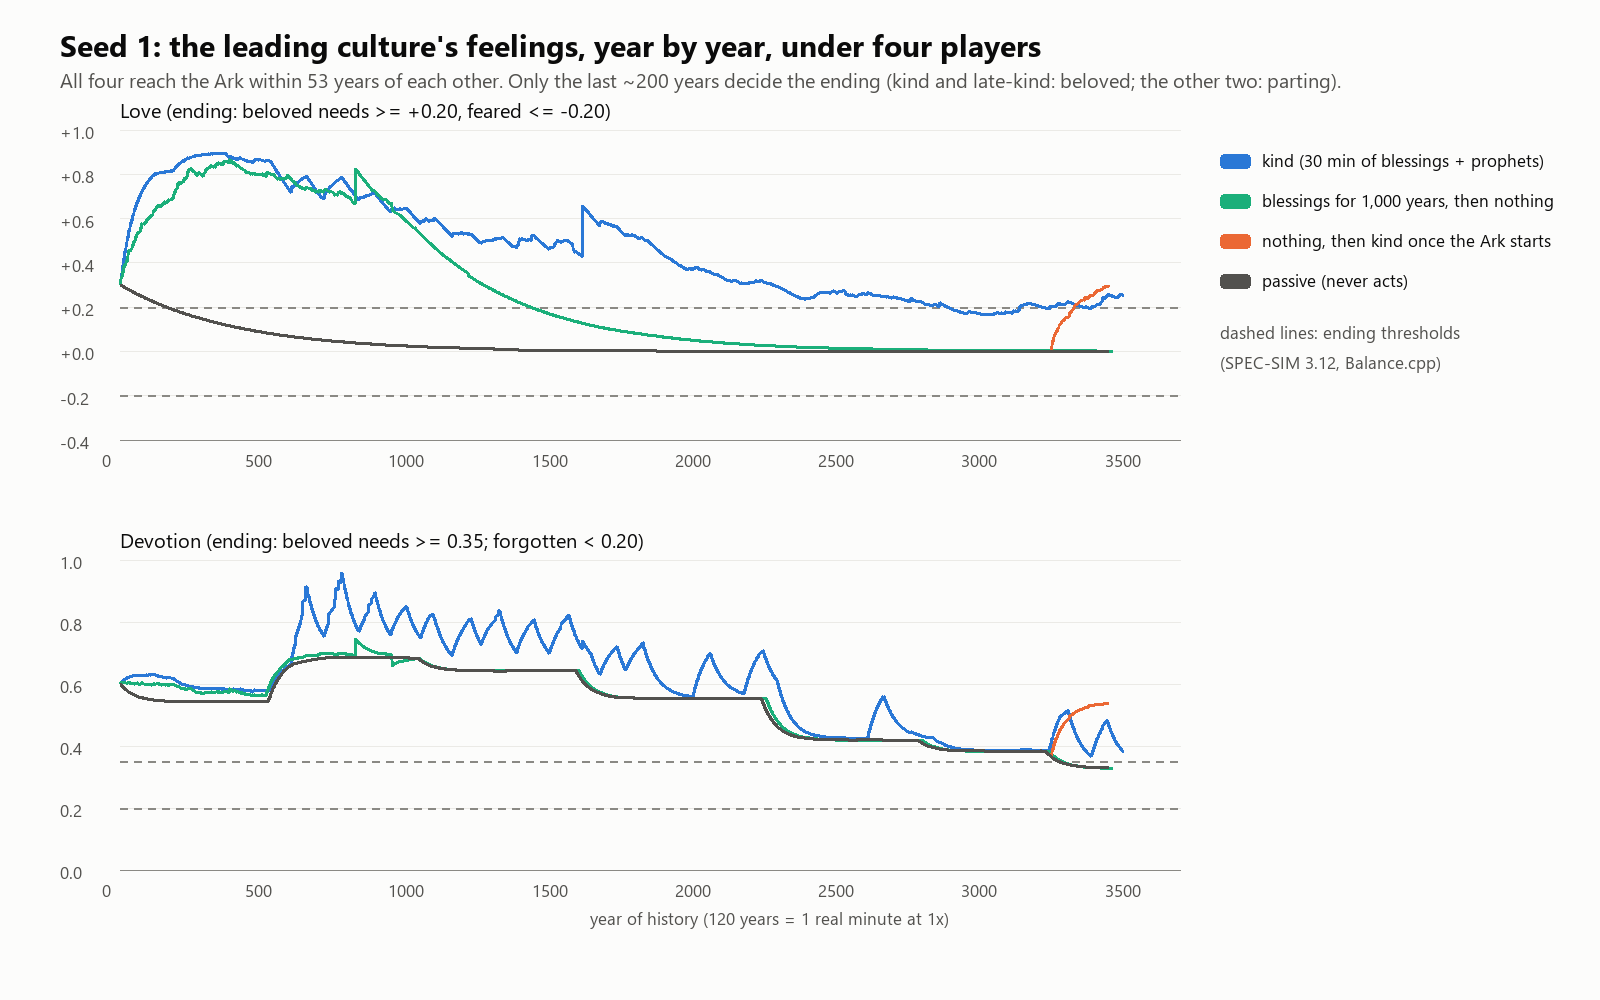 Seed 1: the leading culture's feelings, year by year, under four players
All four reach the Ark within 53 years of each other. Only the last ~200 years decide the ending (kind and late-kind: beloved; the other two: parting).
Love (ending: beloved needs >= +0.20, feared <= -0.20)
+1.0
+0.8
+0.6
+0.4
+0.2
+0.0
-0.2
-0.4
0 500 1000 1500 2000 2500 3000 3500
kind (30 min of blessings + prophets)
blessings for 1,000 years, then nothing
nothing, then kind once the Ark starts
passive (never acts)
dashed lines: ending thresholds
(SPEC-SIM 3.12, Balance.cpp)
Devotion (ending: beloved needs >= 0.35; forgotten < 0.20)
1.0
0.8
0.6
0.4
0.2
0.0
0 500 1000 1500 2000 2500 3000 3500
year of history (120 years = 1 real minute at 1x)